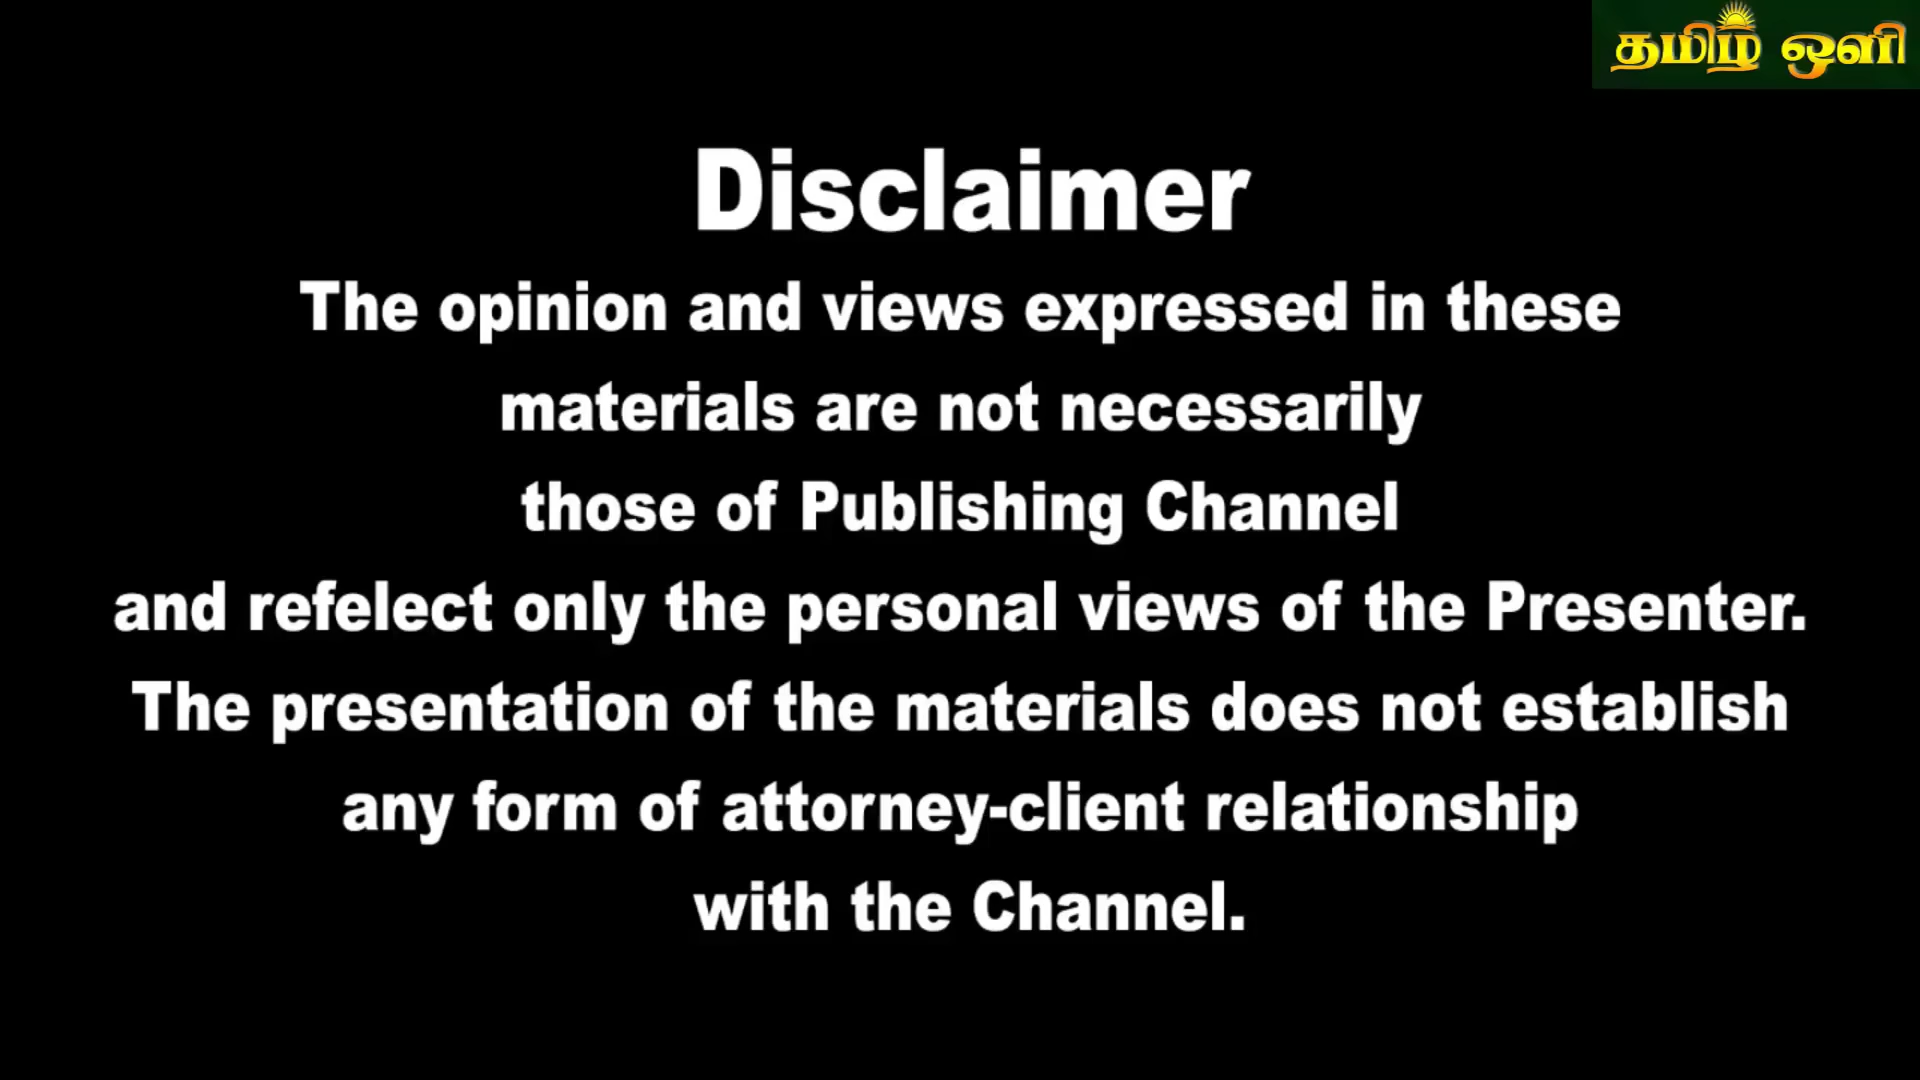 தமிழ் ஒளி
Disclaimer
The opinion and views expressed in these
materials are not necessarily
those of Publishing Channel
and refelect only the personal views of the Presenter.
The presentation of the materials does not establish
any form of attorney-client relationship
with the Channel.